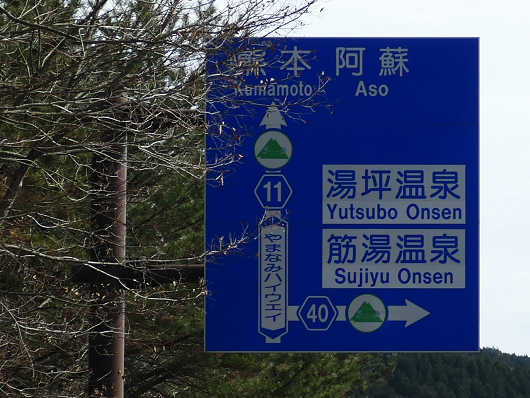 熊本 阿蘇
Kumamoto Aso
11
湯坪温泉
Yutsubo Onsen
やまなみハイウェイ
筋湯温泉
Sujiyu Onsen
40